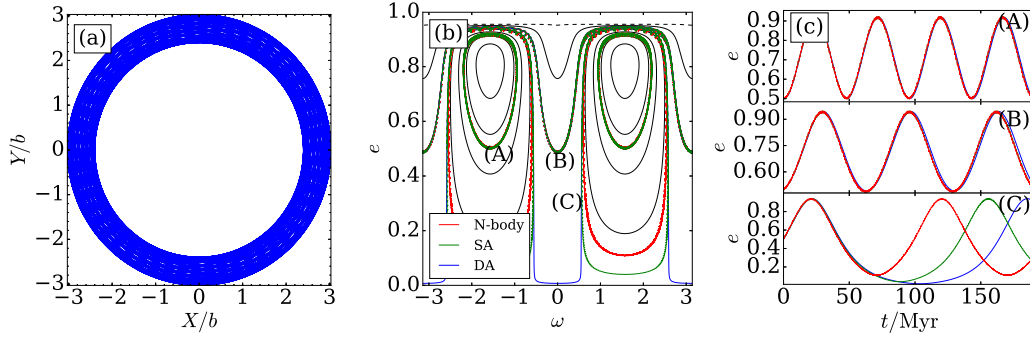 (a)
3
2
1
0
−1
−2
−3
Y/b
−3 −2 −1 0 1 2 3
X/b
(b)
1.0
0.8
0.6
0.4
0.2
0.0
e
(A)
(B)
(C)
N-body
SA
DA
−3 −2 −1 0 1 2 3
ω
(c)
(A)
0.9
0.8
0.7
0.6
0.5
e
(B)
0.90
0.75
0.60
e
(C)
0.8
0.6
0.4
0.2
e
0 50 100 150
t/Myr